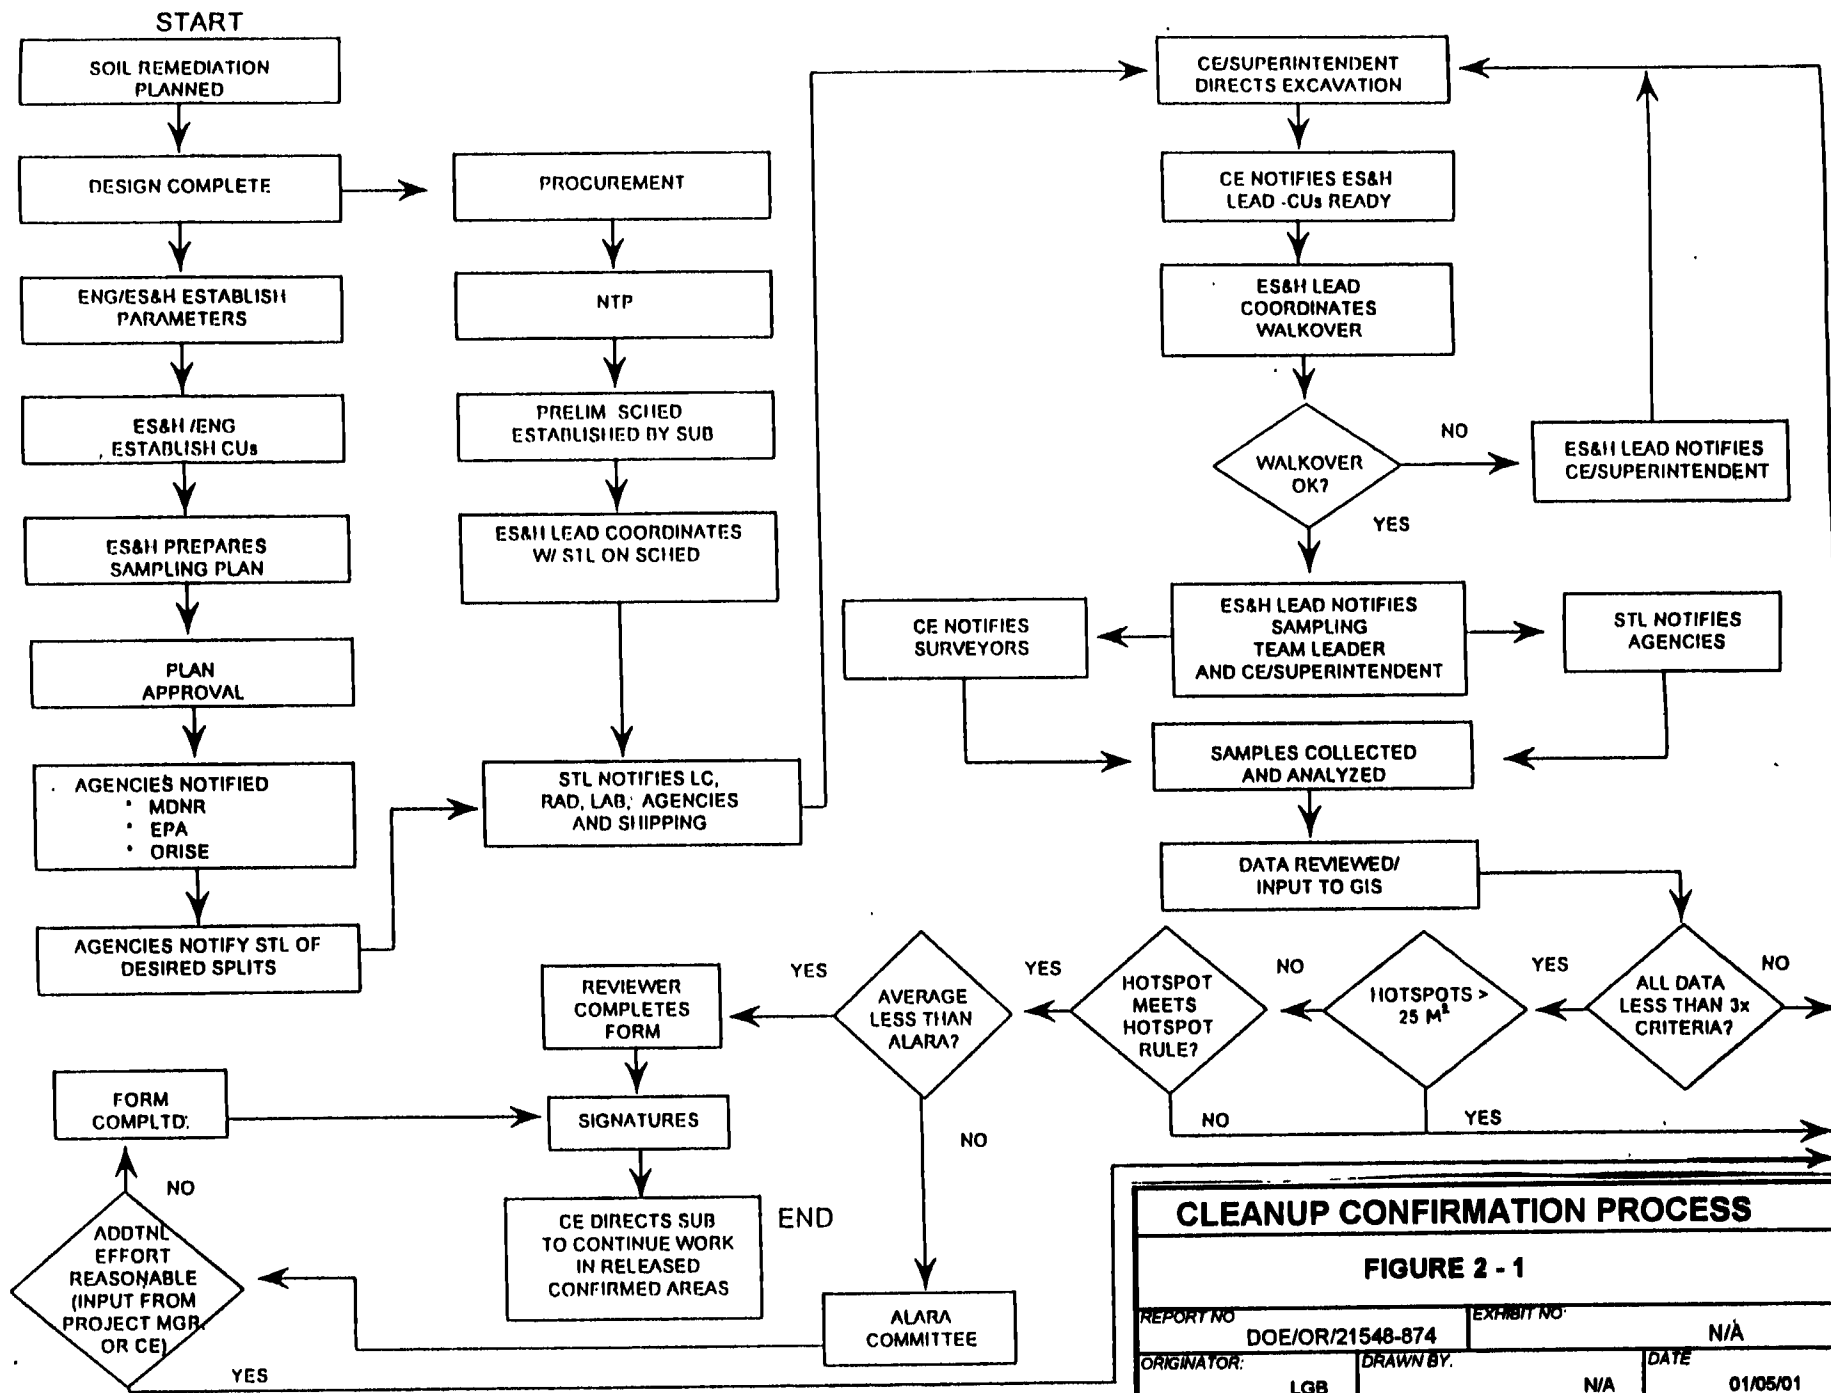 START
SOIL REMEDIATION
PLANNED
DESIGN COMPLETE
ENG/ES&H ESTABLISH
PARAMETERS
ES&H /ENG
ESTABLISH CUs
ES&H PREPARES
SAMPLING PLAN
PLAN
APPROVAL
AGENCIES NOTIFIED
* MDNR
* EPA
* ORISE
AGENCIES NOTIFY STL OF
DESIRED SPLITS
PROCUREMENT
NTP
PRELIM SCHED
ESTABLISHED BY SUB
ES&H LEAD COORDINATES
W/ STL ON SCHED
STL NOTIFIES LC,
RAD, LAB, AGENCIES
AND SHIPPING
CE/SUPERINTENDENT
DIRECTS EXCAVATION
CE NOTIFIES ES&H
LEAD -CUs READY
ES&H LEAD
COORDINATES
WALKOVER
WALKOVER
OK?
NO
ES&H LEAD NOTIFIES
CE/SUPERINTENDENT
YES
ES&H LEAD NOTIFIES
SAMPLING
TEAM LEADER
AND CE/SUPERINTENDENT
CE NOTIFIES
SURVEYORS
STL NOTIFIES
AGENCIES
SAMPLES COLLECTED
AND ANALYZED
DATA REVIEWED/
INPUT TO GIS
ALL DATA
LESS THAN 3x
CRITERIA?
NO
YES
HOTSPOTS >
25 M²
NO
YES
HOTSPOT
MEETS
HOTSPOT
RULE?
YES
NO
AVERAGE
LESS THAN
ALARA?
YES
NO
REVIEWER
COMPLETES
FORM
SIGNATURES
CE DIRECTS SUB
TO CONTINUE WORK
IN RELEASED
CONFIRMED AREAS
END
ALARA
COMMITTEE
ADDTNL
EFFORT
REASONABLE
(INPUT FROM
PROJECT MGR.
OR CE)
NO
YES
FORM
COMPLTD.
CLEANUP CONFIRMATION PROCESS
FIGURE 2 - 1
REPORT NO DOE/OR/21548-874 EXHIBIT NO. N/A
ORIGINATOR: LGB DRAWN BY. N/A DATE 01/05/01